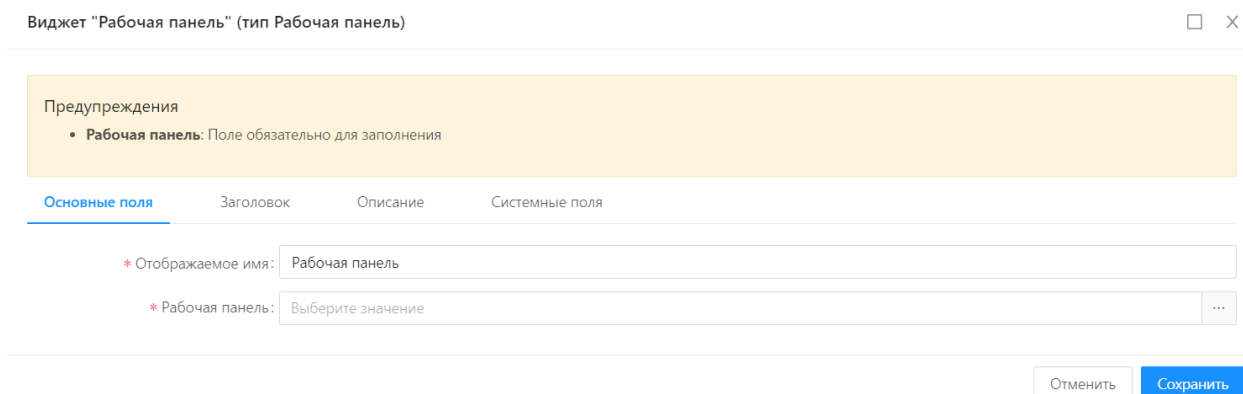 Виджет "Рабочая панель" (тип Рабочая панель)
Предупреждения
• Рабочая панель: Поле обязательно для заполнения
Основные поля Заголовок Описание Системные поля
* Отображаемое имя: Рабочая панель
* Рабочая панель: Выберите значение ...
Отменить Сохранить